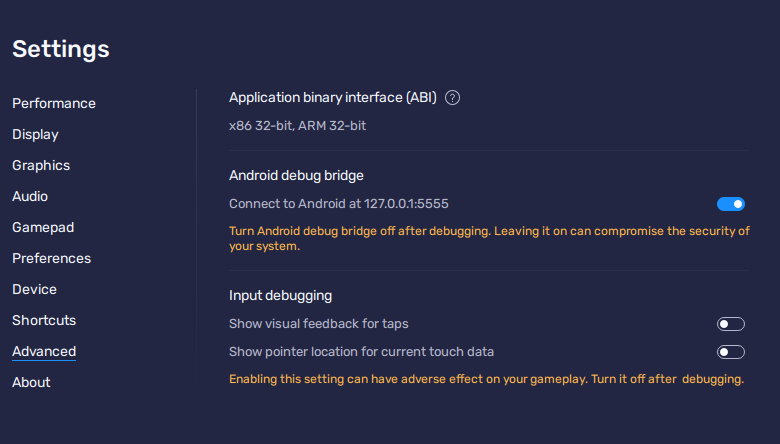 Settings
Performance
Display
Graphics
Audio
Gamepad
Preferences
Device
Shortcuts
Advanced
About
Application binary interface (ABI) ?
x86 32-bit, ARM 32-bit
Android debug bridge
Connect to Android at 127.0.0.1:5555
Turn Android debug bridge off after debugging. Leaving it on can compromise the security of
your system.
Input debugging
Show visual feedback for taps
Show pointer location for current touch data
Enabling this setting can have adverse effect on your gameplay. Turn it off after  debugging.